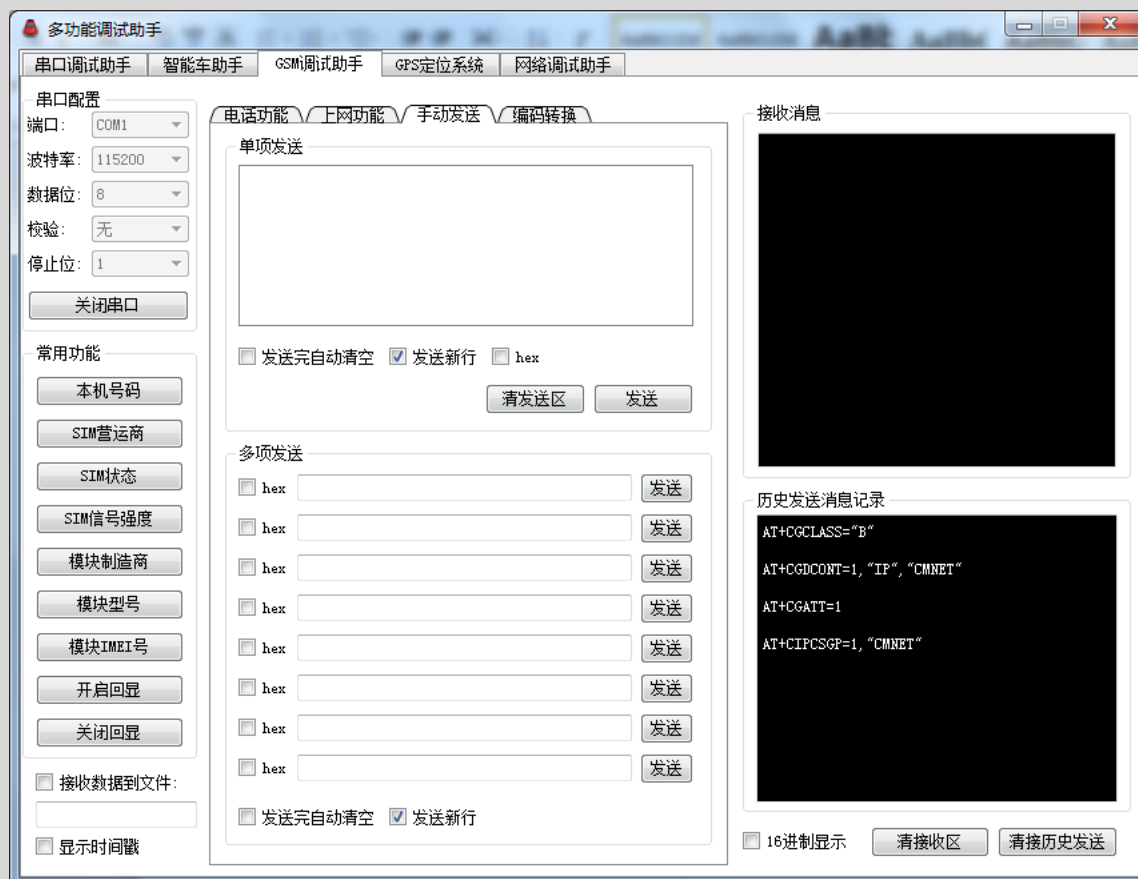 多功能调试助手
串口调试助手 智能车助手 GSM调试助手 GPS定位系统 网络调试助手
串口配置
端口: COM1
波特率: 115200
数据位: 8
校验: 无
停止位: 1
关闭串口
常用功能
本机号码
SIM营运商
SIM状态
SIM信号强度
模块制造商
模块型号
模块IMEI号
开启回显
关闭回显
接收数据到文件:
显示时间戳
电话功能 上网功能 手动发送 编码转换
单项发送
发送完自动清空 发送新行 hex
清发送区 发送
多项发送
hex 发送
hex 发送
hex 发送
hex 发送
hex 发送
hex 发送
hex 发送
hex 发送
发送完自动清空 发送新行
接收消息
历史发送消息记录
AT+CGCLASS="B"
AT+CGDCONT=1,"IP","CMNET"
AT+CGATT=1
AT+CIPCSGP=1,"CMNET"
16进制显示 清接收区 清接历史发送